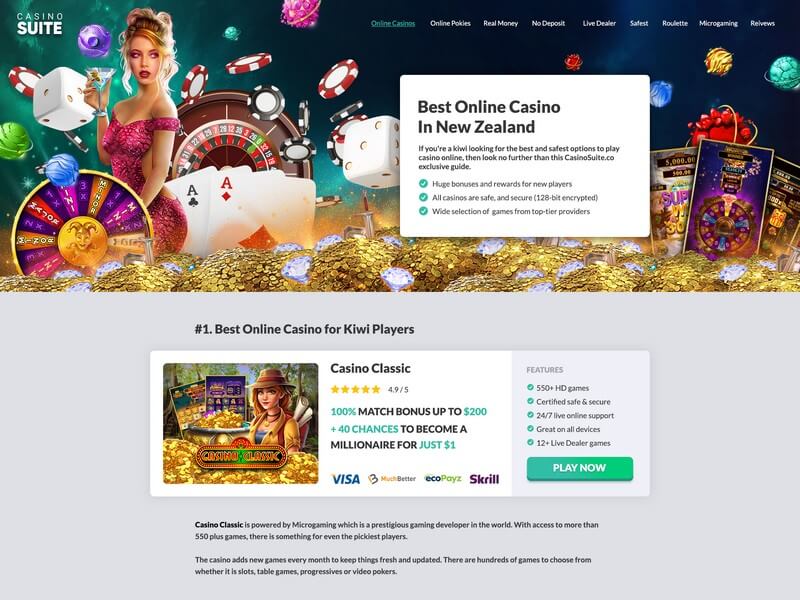 CASINO
SUITE
Online Casinos
Online Pokies
Real Money
No Deposit
Live Dealer
Safest
Roulette
Microgaming
Reivews
Best Online Casino
In New Zealand
If you're a kiwi looking for the best and safest options to play
casino online, then look no further than this CasinoSuite.co
exclusive guide.
Huge bonuses and rewards for new players
All casinos are safe, and secure (128-bit encrypted)
Wide selection of games from top-tier providers
MAJOR
MINOR
A
A
5,000.00
#1. Best Online Casino for Kiwi Players
CASINO CLASSIC
Casino Classic
4.9 / 5
100% MATCH BONUS UP TO $200
+ 40 CHANCES TO BECOME A
MILLIONAIRE FOR JUST $1
VISA
MuchBetter
ecoPayz
Skrill
FEATURES
550+ HD games
Certified safe & secure
24/7 live online support
Great on all devices
12+ Live Dealer games
PLAY NOW
Casino Classic is powered by Microgaming which is a prestigious gaming developer in the world. With access to more than
550 plus games, there is something for even the pickiest players.
The casino adds new games every month to keep things fresh and updated. There are hundreds of games to choose from
whether it is slots, table games, progressives or video pokers.